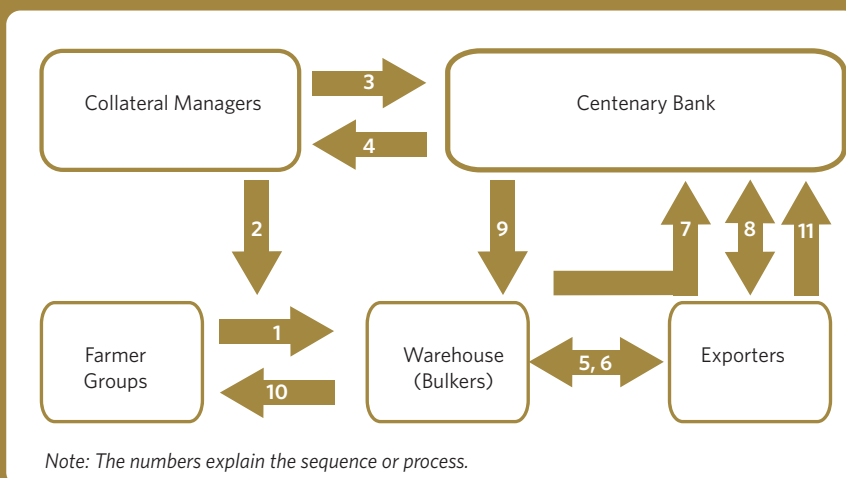 Collateral Managers
3
Centenary Bank
4
2
9
7
8
11
Farmer
Groups
1
10
Warehouse
(Bulkers)
5, 6
Exporters
Note: The numbers explain the sequence or process.